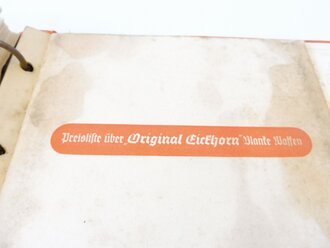 Preisliste über „Original Eickhorn" Blanke Waffen